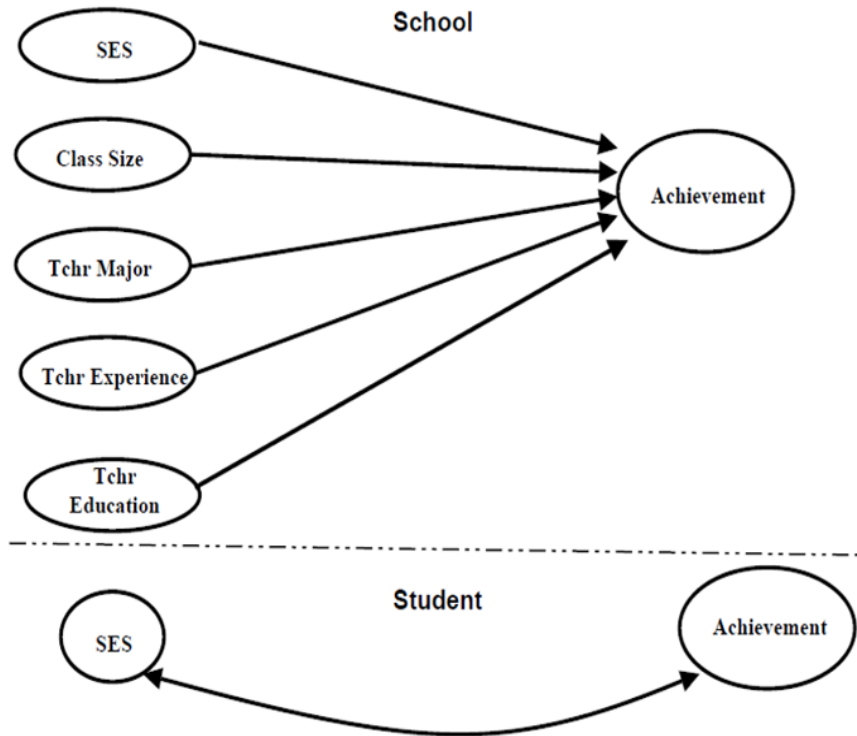 School
SES
Class Size
Achievement
Tchr Major
Tchr Experience
Tchr
Education
Student
SES
Achievement